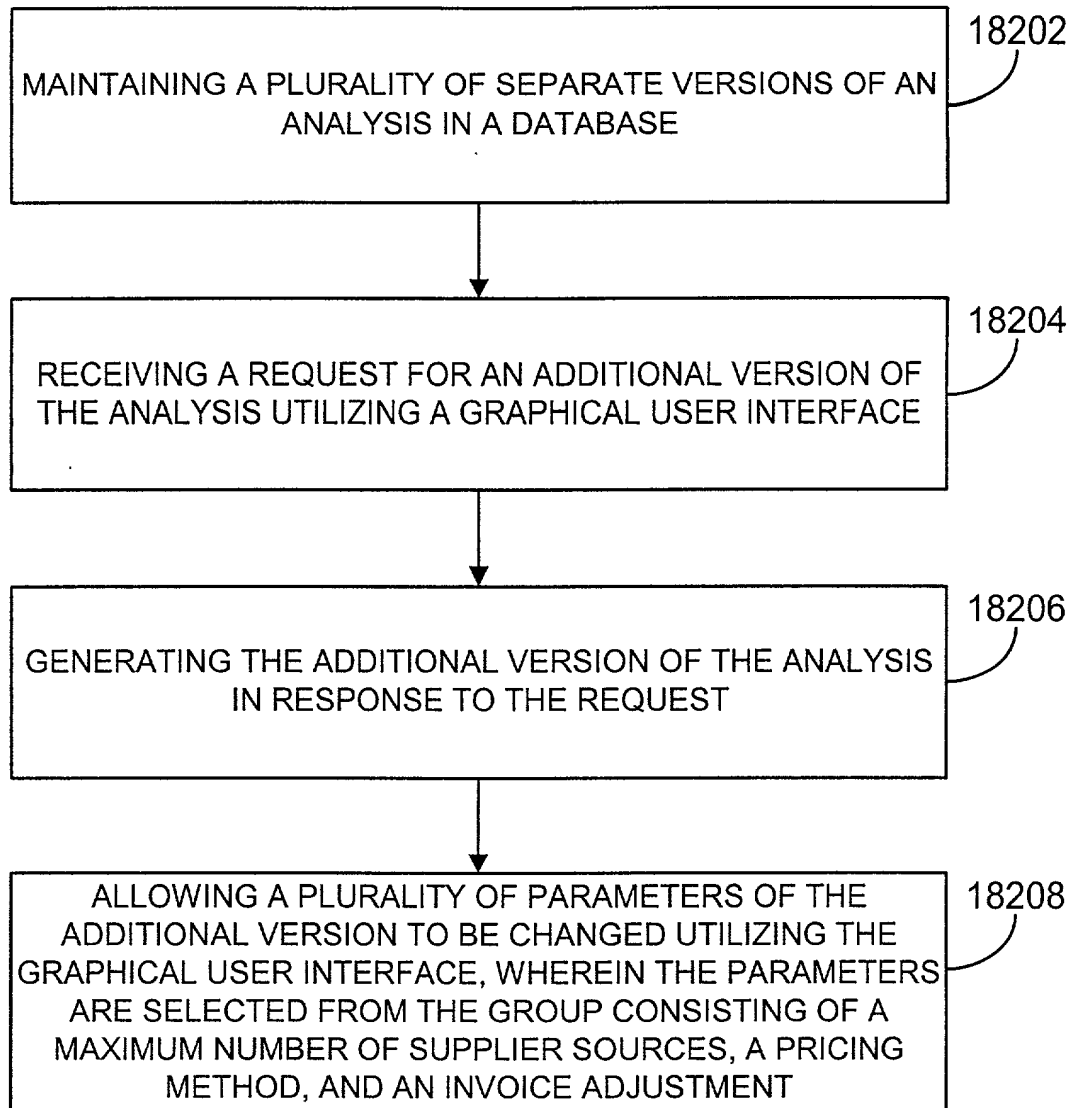 18202
MAINTAINING A PLURALITY OF SEPARATE VERSIONS OF AN
ANALYSIS IN A DATABASE
18204
RECEIVING A REQUEST FOR AN ADDITIONAL VERSION OF
THE ANALYSIS UTILIZING A GRAPHICAL USER INTERFACE
18206
GENERATING THE ADDITIONAL VERSION OF THE ANALYSIS
IN RESPONSE TO THE REQUEST
18208
ALLOWING A PLURALITY OF PARAMETERS OF THE
ADDITIONAL VERSION TO BE CHANGED UTILIZING THE
GRAPHICAL USER INTERFACE, WHEREIN THE PARAMETERS
ARE SELECTED FROM THE GROUP CONSISTING OF A
MAXIMUM NUMBER OF SUPPLIER SOURCES, A PRICING
METHOD, AND AN INVOICE ADJUSTMENT